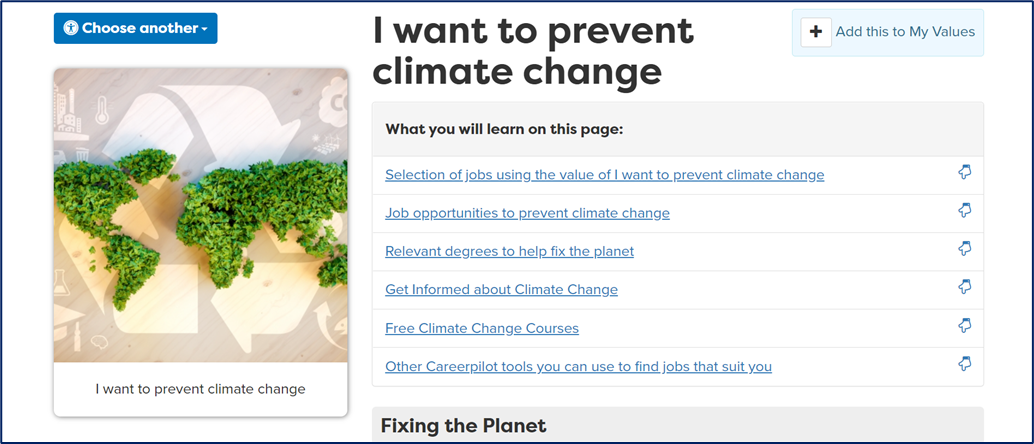 Choose another
I want to prevent
climate change
Add this to My Values
What you will learn on this page:
Selection of jobs using the value of I want to prevent climate change
Job opportunities to prevent climate change
Relevant degrees to help fix the planet
Get Informed about Climate Change
Free Climate Change Courses
Other Careerpilot tools you can use to find jobs that suit you
I want to prevent climate change
Fixing the Planet